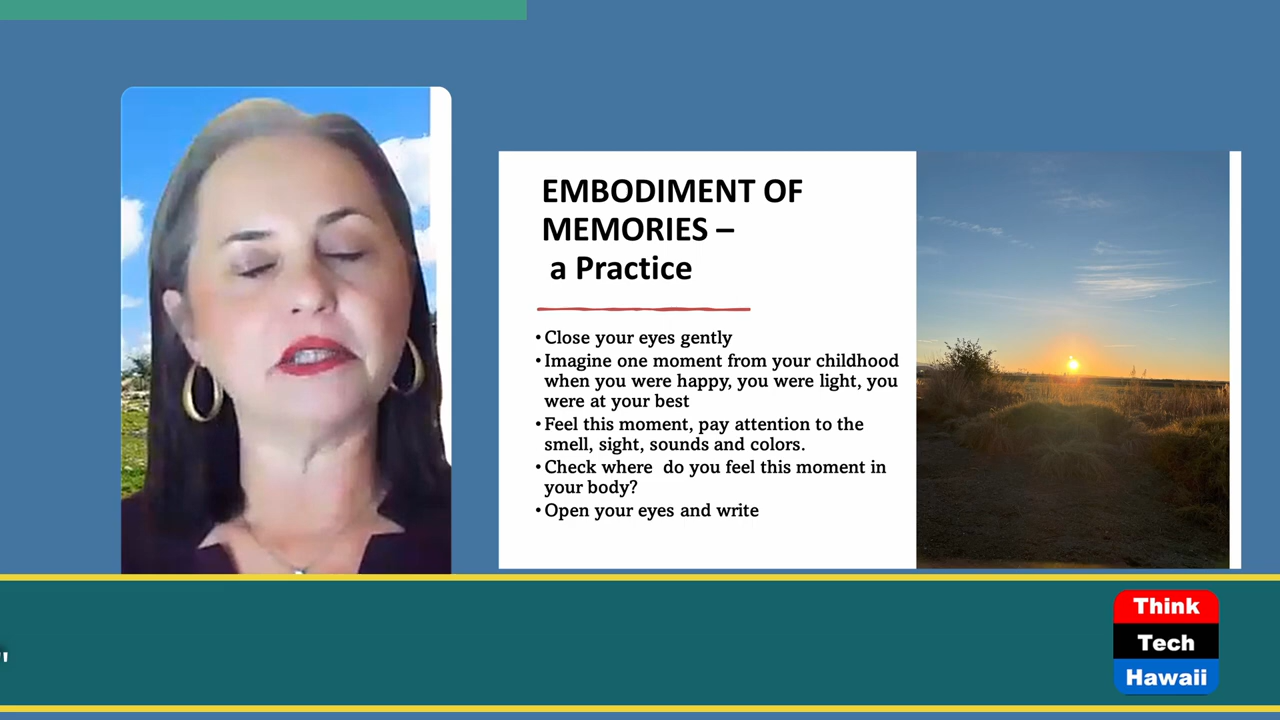 EMBODIMENT OF
MEMORIES –
a Practice
• Close your eyes gently
• Imagine one moment from your childhood
when you were happy, you were light, you
were at your best
• Feel this moment, pay attention to the
smell, sight, sounds and colors.
• Check where  do you feel this moment in
your body?
• Open your eyes and write
"
Think
Tech
Hawaii